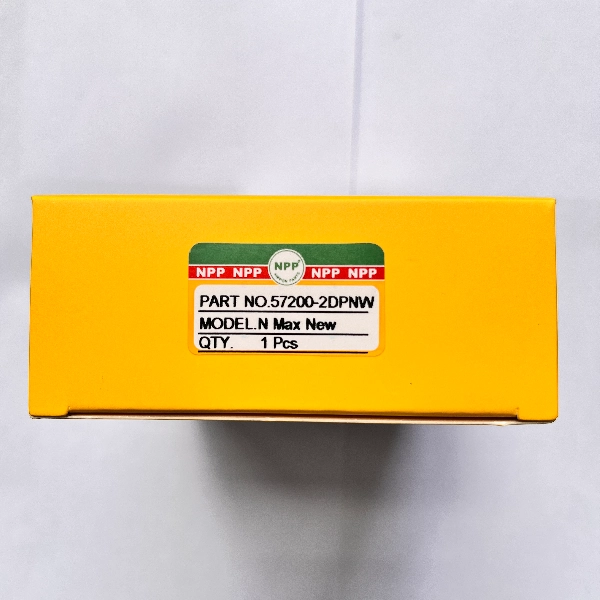 NPP NPP NPP NPP NPP
PART NO.57200-2DPNW
MODEL.N Max New
QTY. 1 Pcs